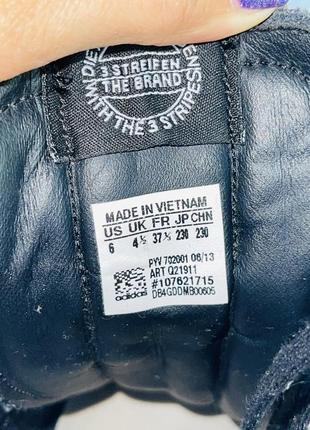 DIE
3 STREIFEN
THE BRAND
WITH THE 3 STRIPES
MADE IN VIETNAM
US UK FR JP CHN
6 4½ 37⅓ 230 230
PYV 702001 06/13
ART Q21911
#107621715
DB4GDDMB00605
adidas